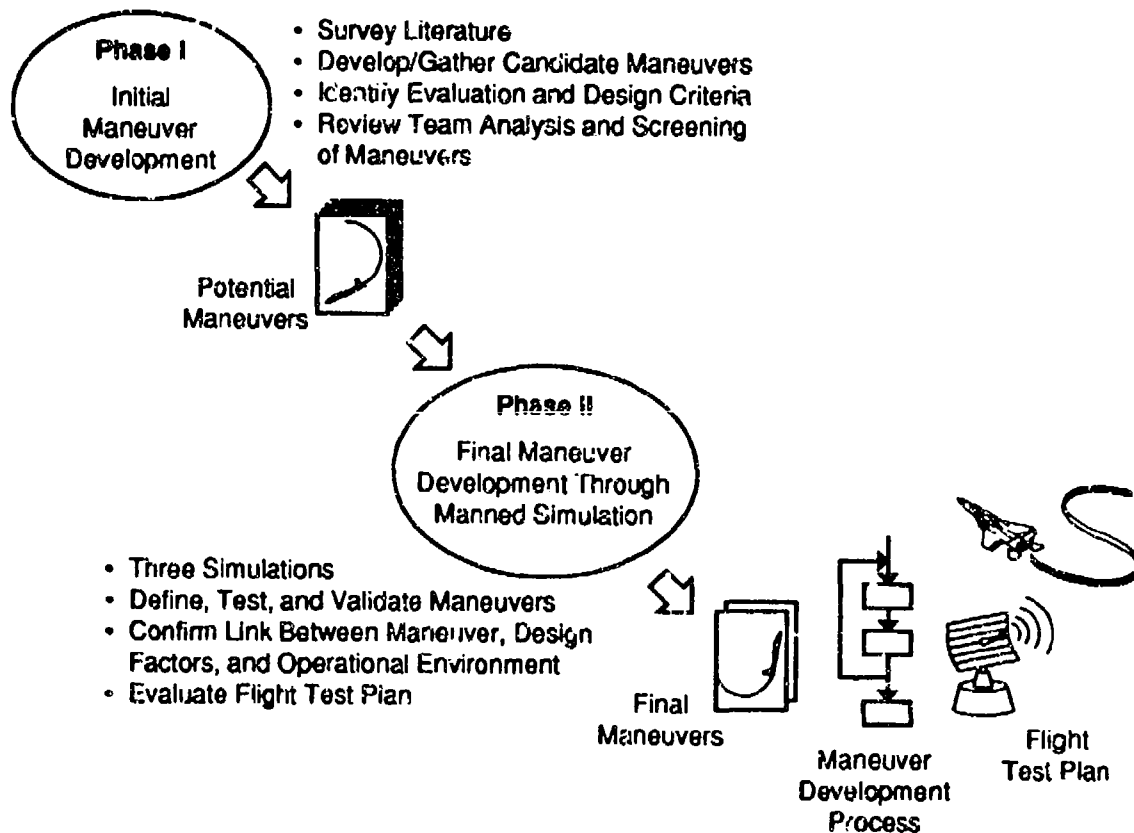 Phase I
Initial
Maneuver
Development
• Survey Literature
• Develop/Gather Candidate Maneuvers
• Identify Evaluation and Design Criteria
• Review Team Analysis and Screening
of Maneuvers
Potential
Maneuvers
Phase II
Final Maneuver
Development Through
Manned Simulation
• Three Simulations
• Define, Test, and Validate Maneuvers
• Confirm Link Between Maneuver, Design
Factors, and Operational Environment
• Evaluate Flight Test Plan
Final
Maneuvers
Maneuver
Development
Process
Flight
Test Plan